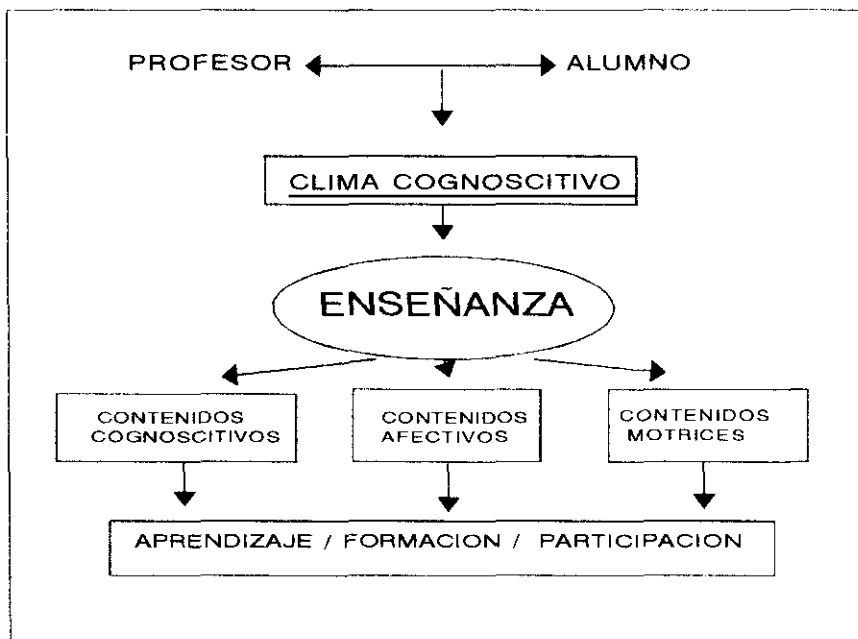 PROFESOR ALUMNO
CLIMA COGNOSCITIVO
ENSEÑANZA
CONTENIDOS
COGNOSCITIVOS
CONTENIDOS
AFECTIVOS
CONTENIDOS
MOTRICES
APRENDIZAJE / FORMACION / PARTICIPACION